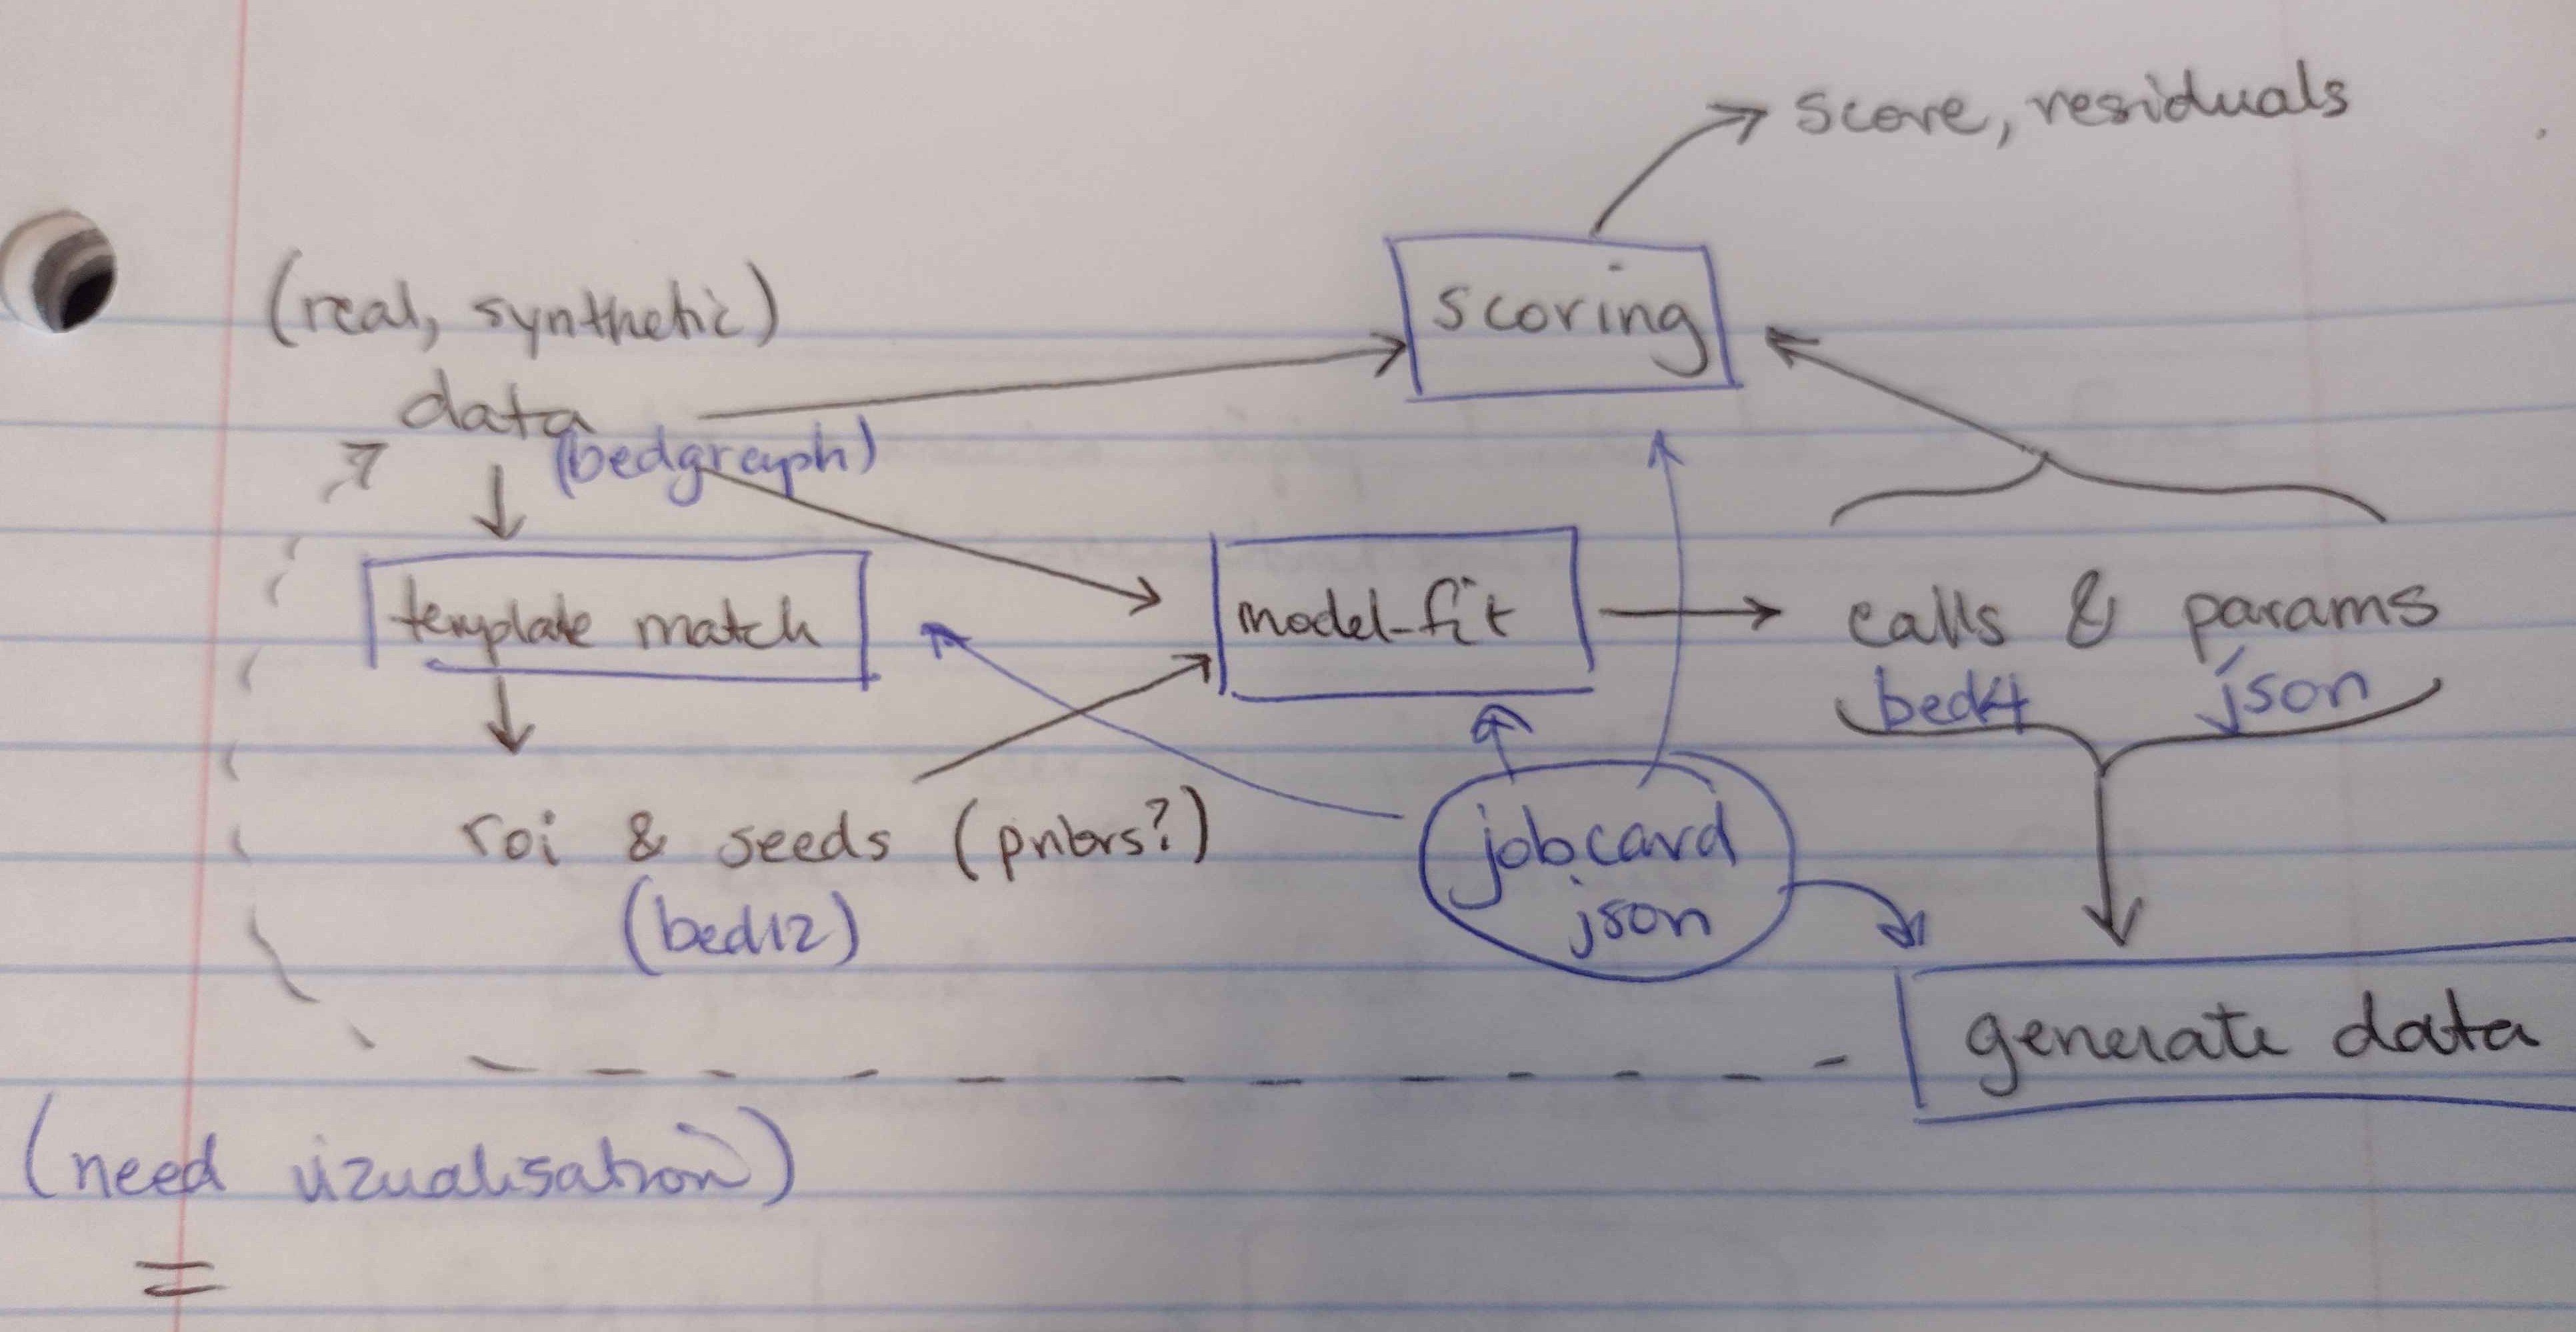 score, residuals
(real, synthetic)
scoring
data
(bedgraph)
template match
model-fit
calls & params
bed4
json
roi & seeds (priors?)
(bed12)
jobcard
json
generate data
(need vizualisation)
=